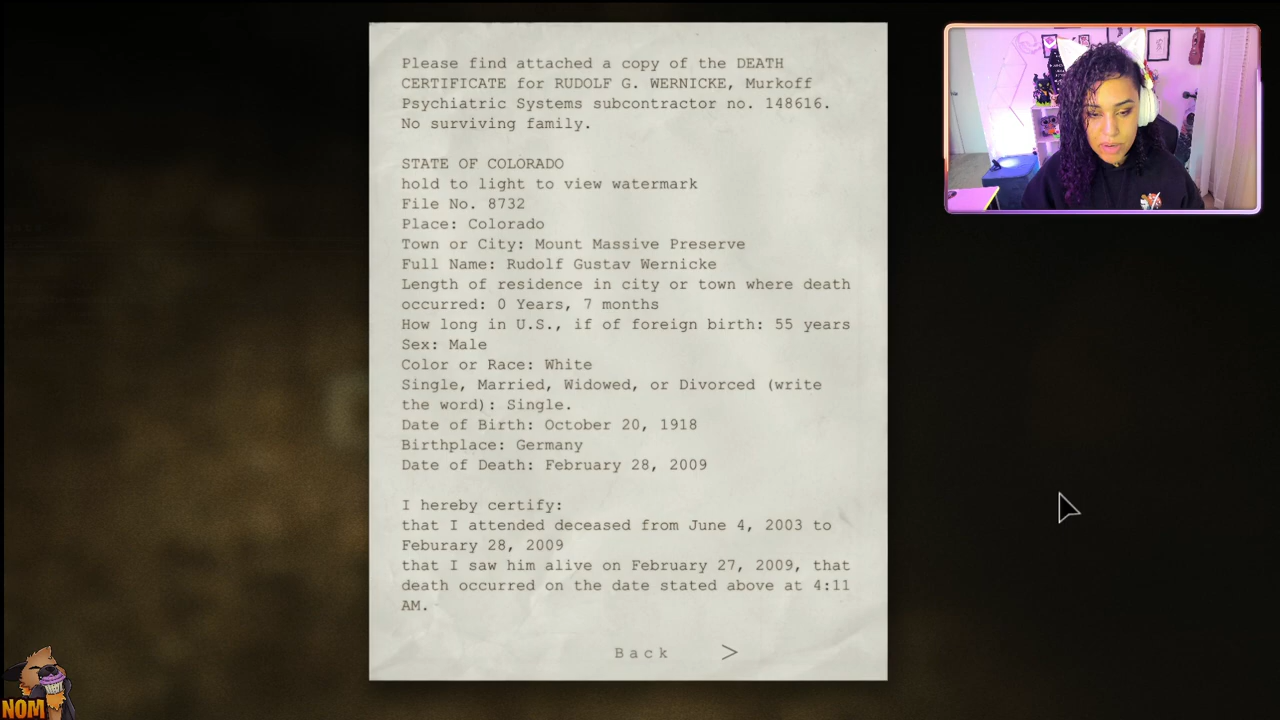 Please find attached a copy of the DEATH
CERTIFICATE for RUDOLF G. WERNICKE, Murkoff
Psychiatric Systems subcontractor no. 148616.
No surviving family.
STATE OF COLORADO
hold to light to view watermark
File No. 8732
Place: Colorado
Town or City: Mount Massive Preserve
Full Name: Rudolf Gustav Wernicke
Length of residence in city or town where death
occurred: 0 Years, 7 months
How long in U.S., if of foreign birth: 55 years
Sex: Male
Color or Race: White
Single, Married, Widowed, or Divorced (write
the word): Single.
Date of Birth: October 20, 1918
Birthplace: Germany
Date of Death: February 28, 2009
I hereby certify:
that I attended deceased from June 4, 2003 to
Feburary 28, 2009
that I saw him alive on February 27, 2009, that
death occurred on the date stated above at 4:11
AM.
Back >
NOM